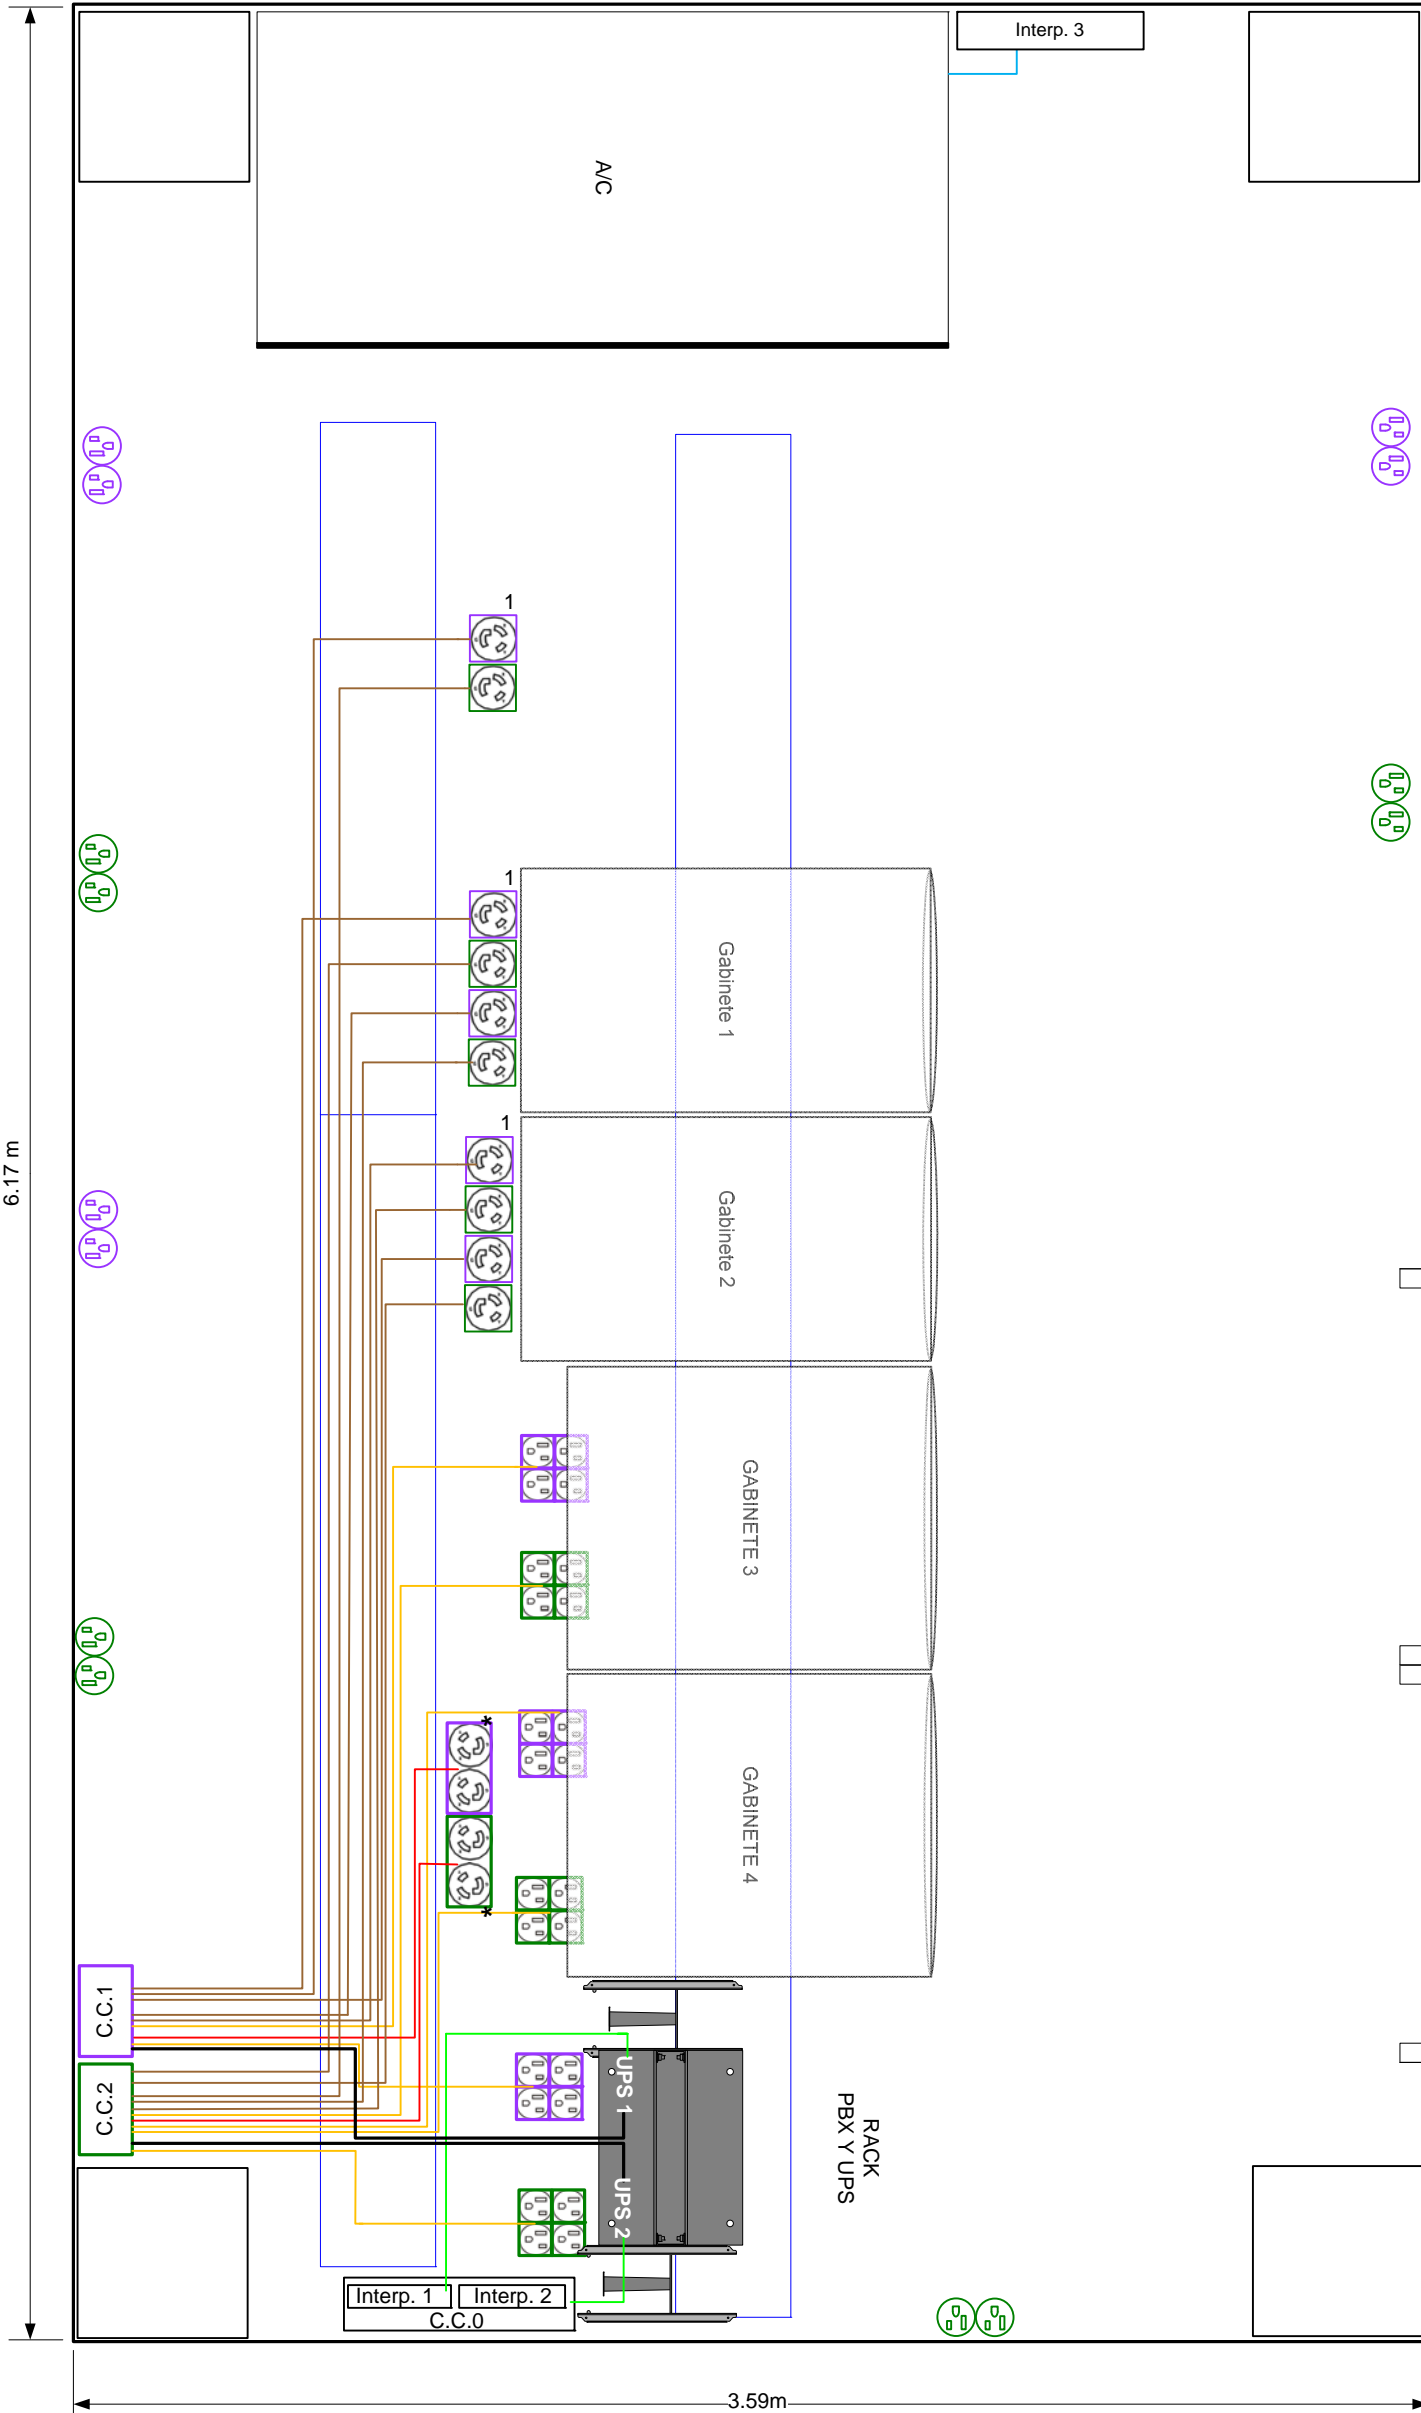 Interp. 3
A/C
1
1
Gabinete 1
6.17 m
1
Gabinete 2
GABINETE 3
*
GABINETE 4
*
C.C.1
C.C.2
UPS 1
UPS 2
RACK
PBX Y UPS
Interp. 1
Interp. 2
C.C.0
3.59m